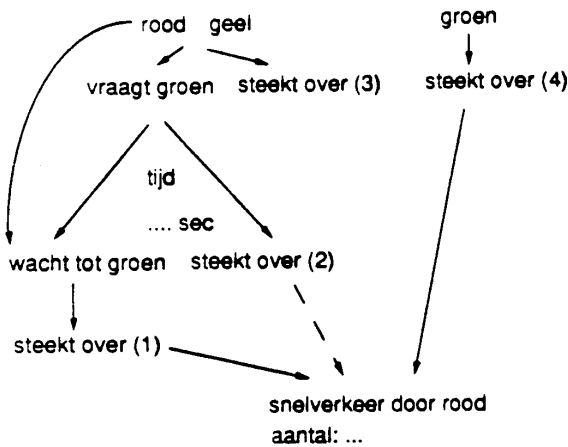 rood geel
groen
vraagt groen steekt over (3)
steekt over (4)
tijd
.... sec
wacht tot groen steekt over (2)
steekt over (1)
snelverkeer door rood
aantal: ...